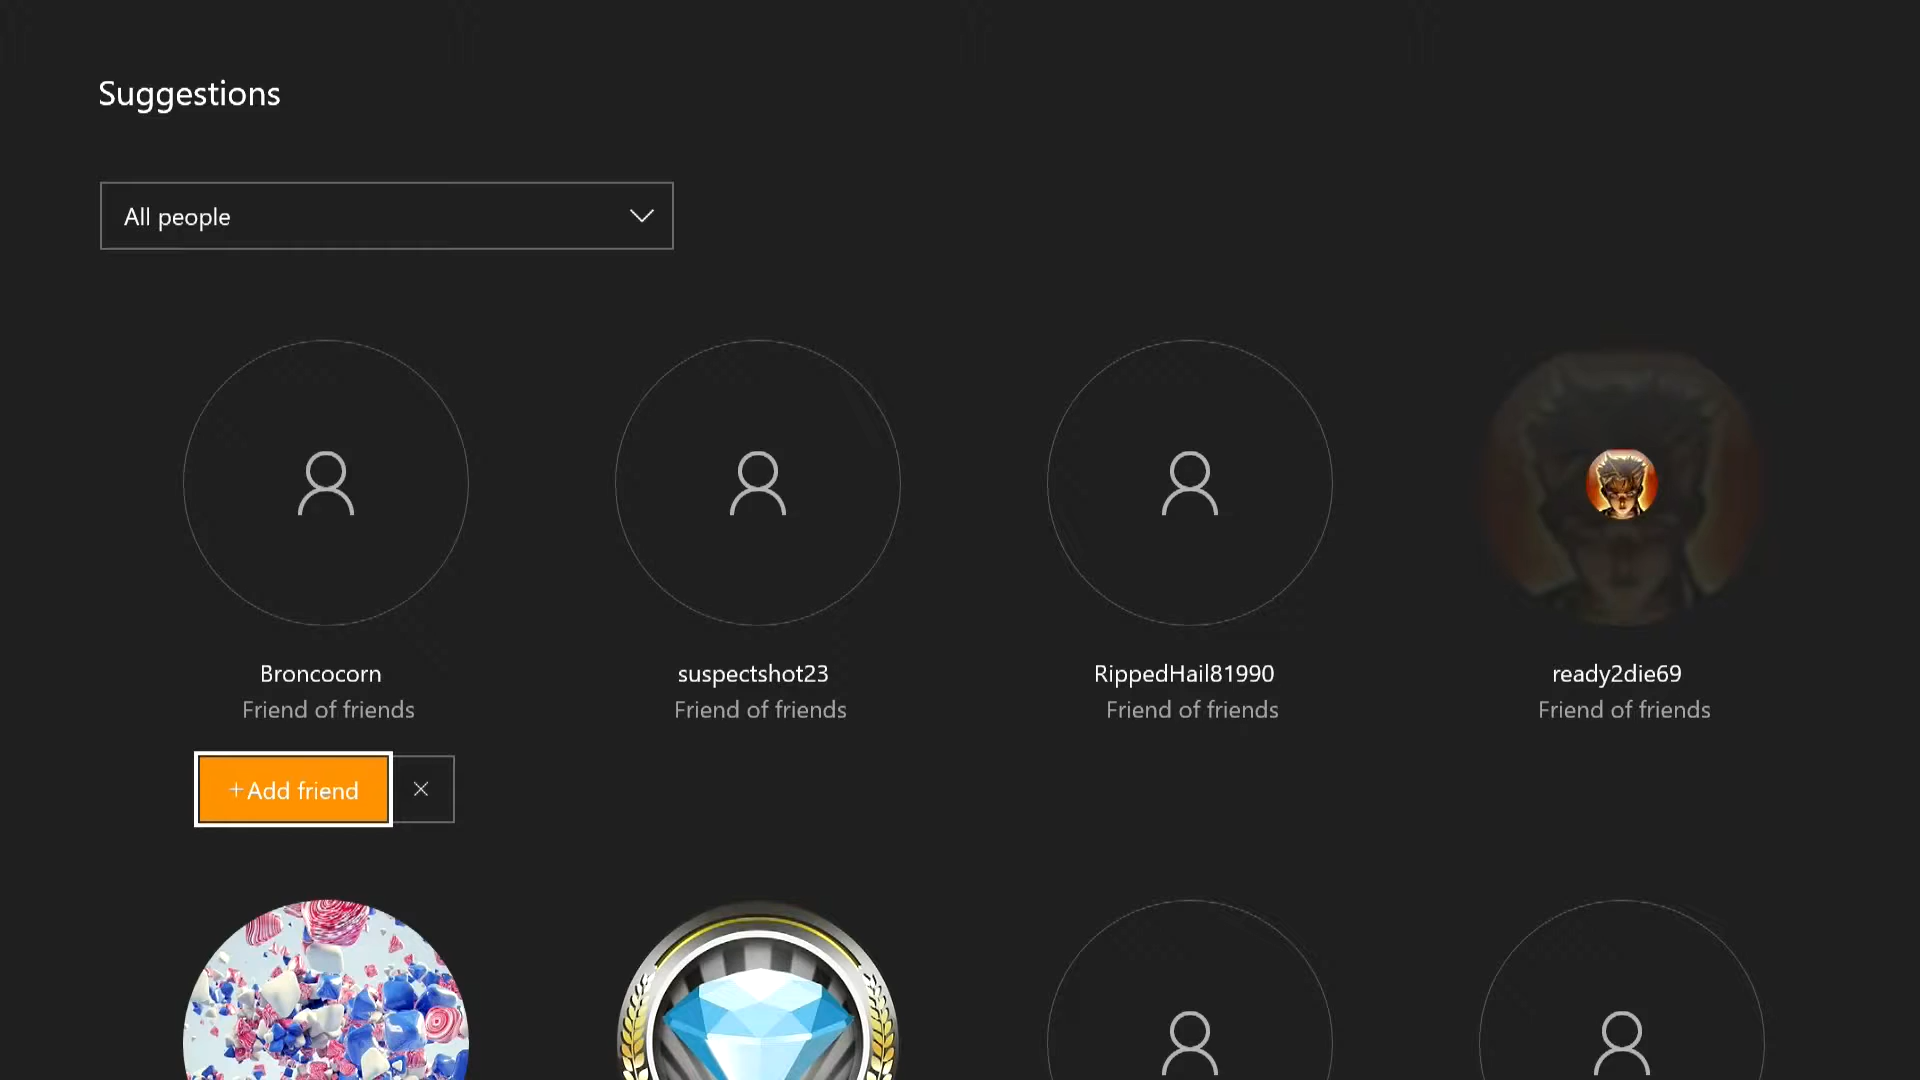 Suggestions
All people
Broncocorn
Friend of friends
suspectshot23
Friend of friends
RippedHail81990
Friend of friends
ready2die69
Friend of friends
+Add friend